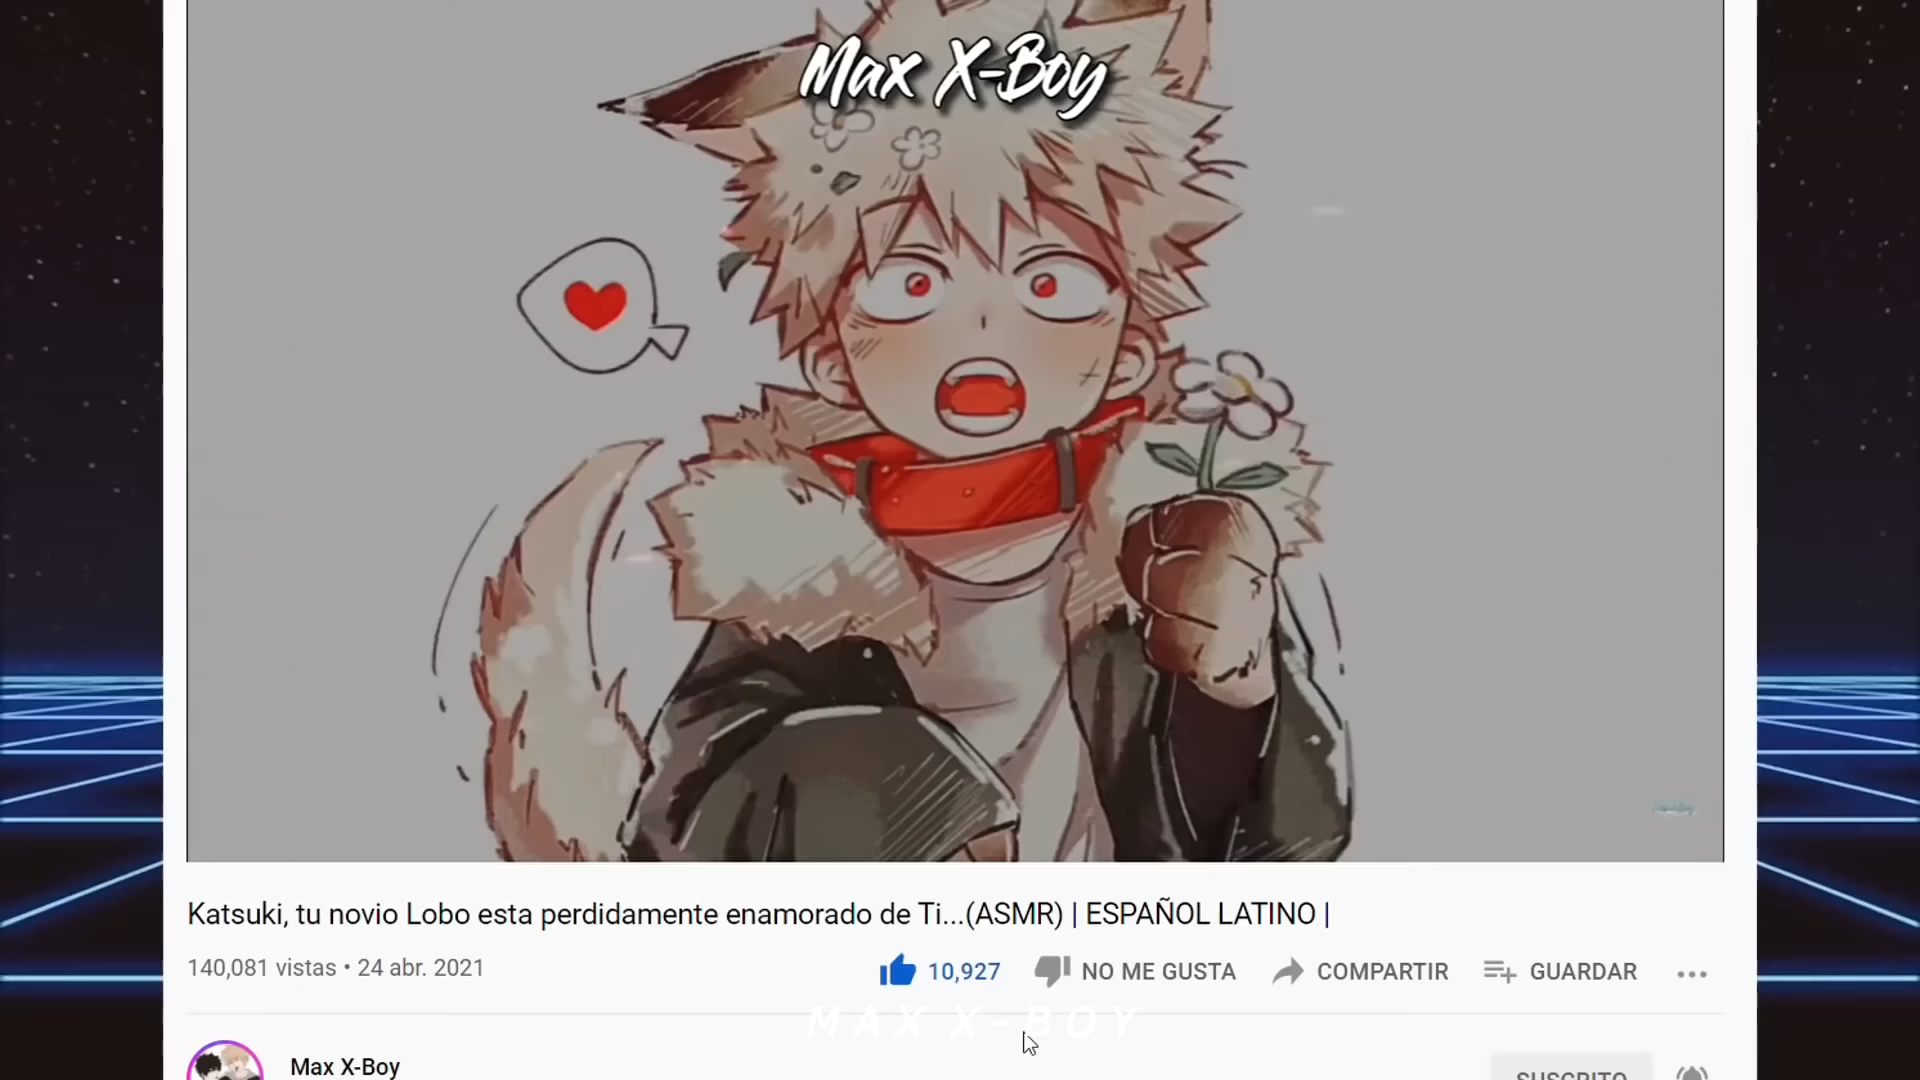 Max X-Boy
Katsuki, tu novio Lobo esta perdidamente enamorado de Ti...(ASMR) | ESPAÑOL LATINO |
140,081 vistas • 24 abr. 2021
10,927 NO ME GUSTA COMPARTIR GUARDAR
MAX X-BOY
Max X-Boy
SUSCRITO